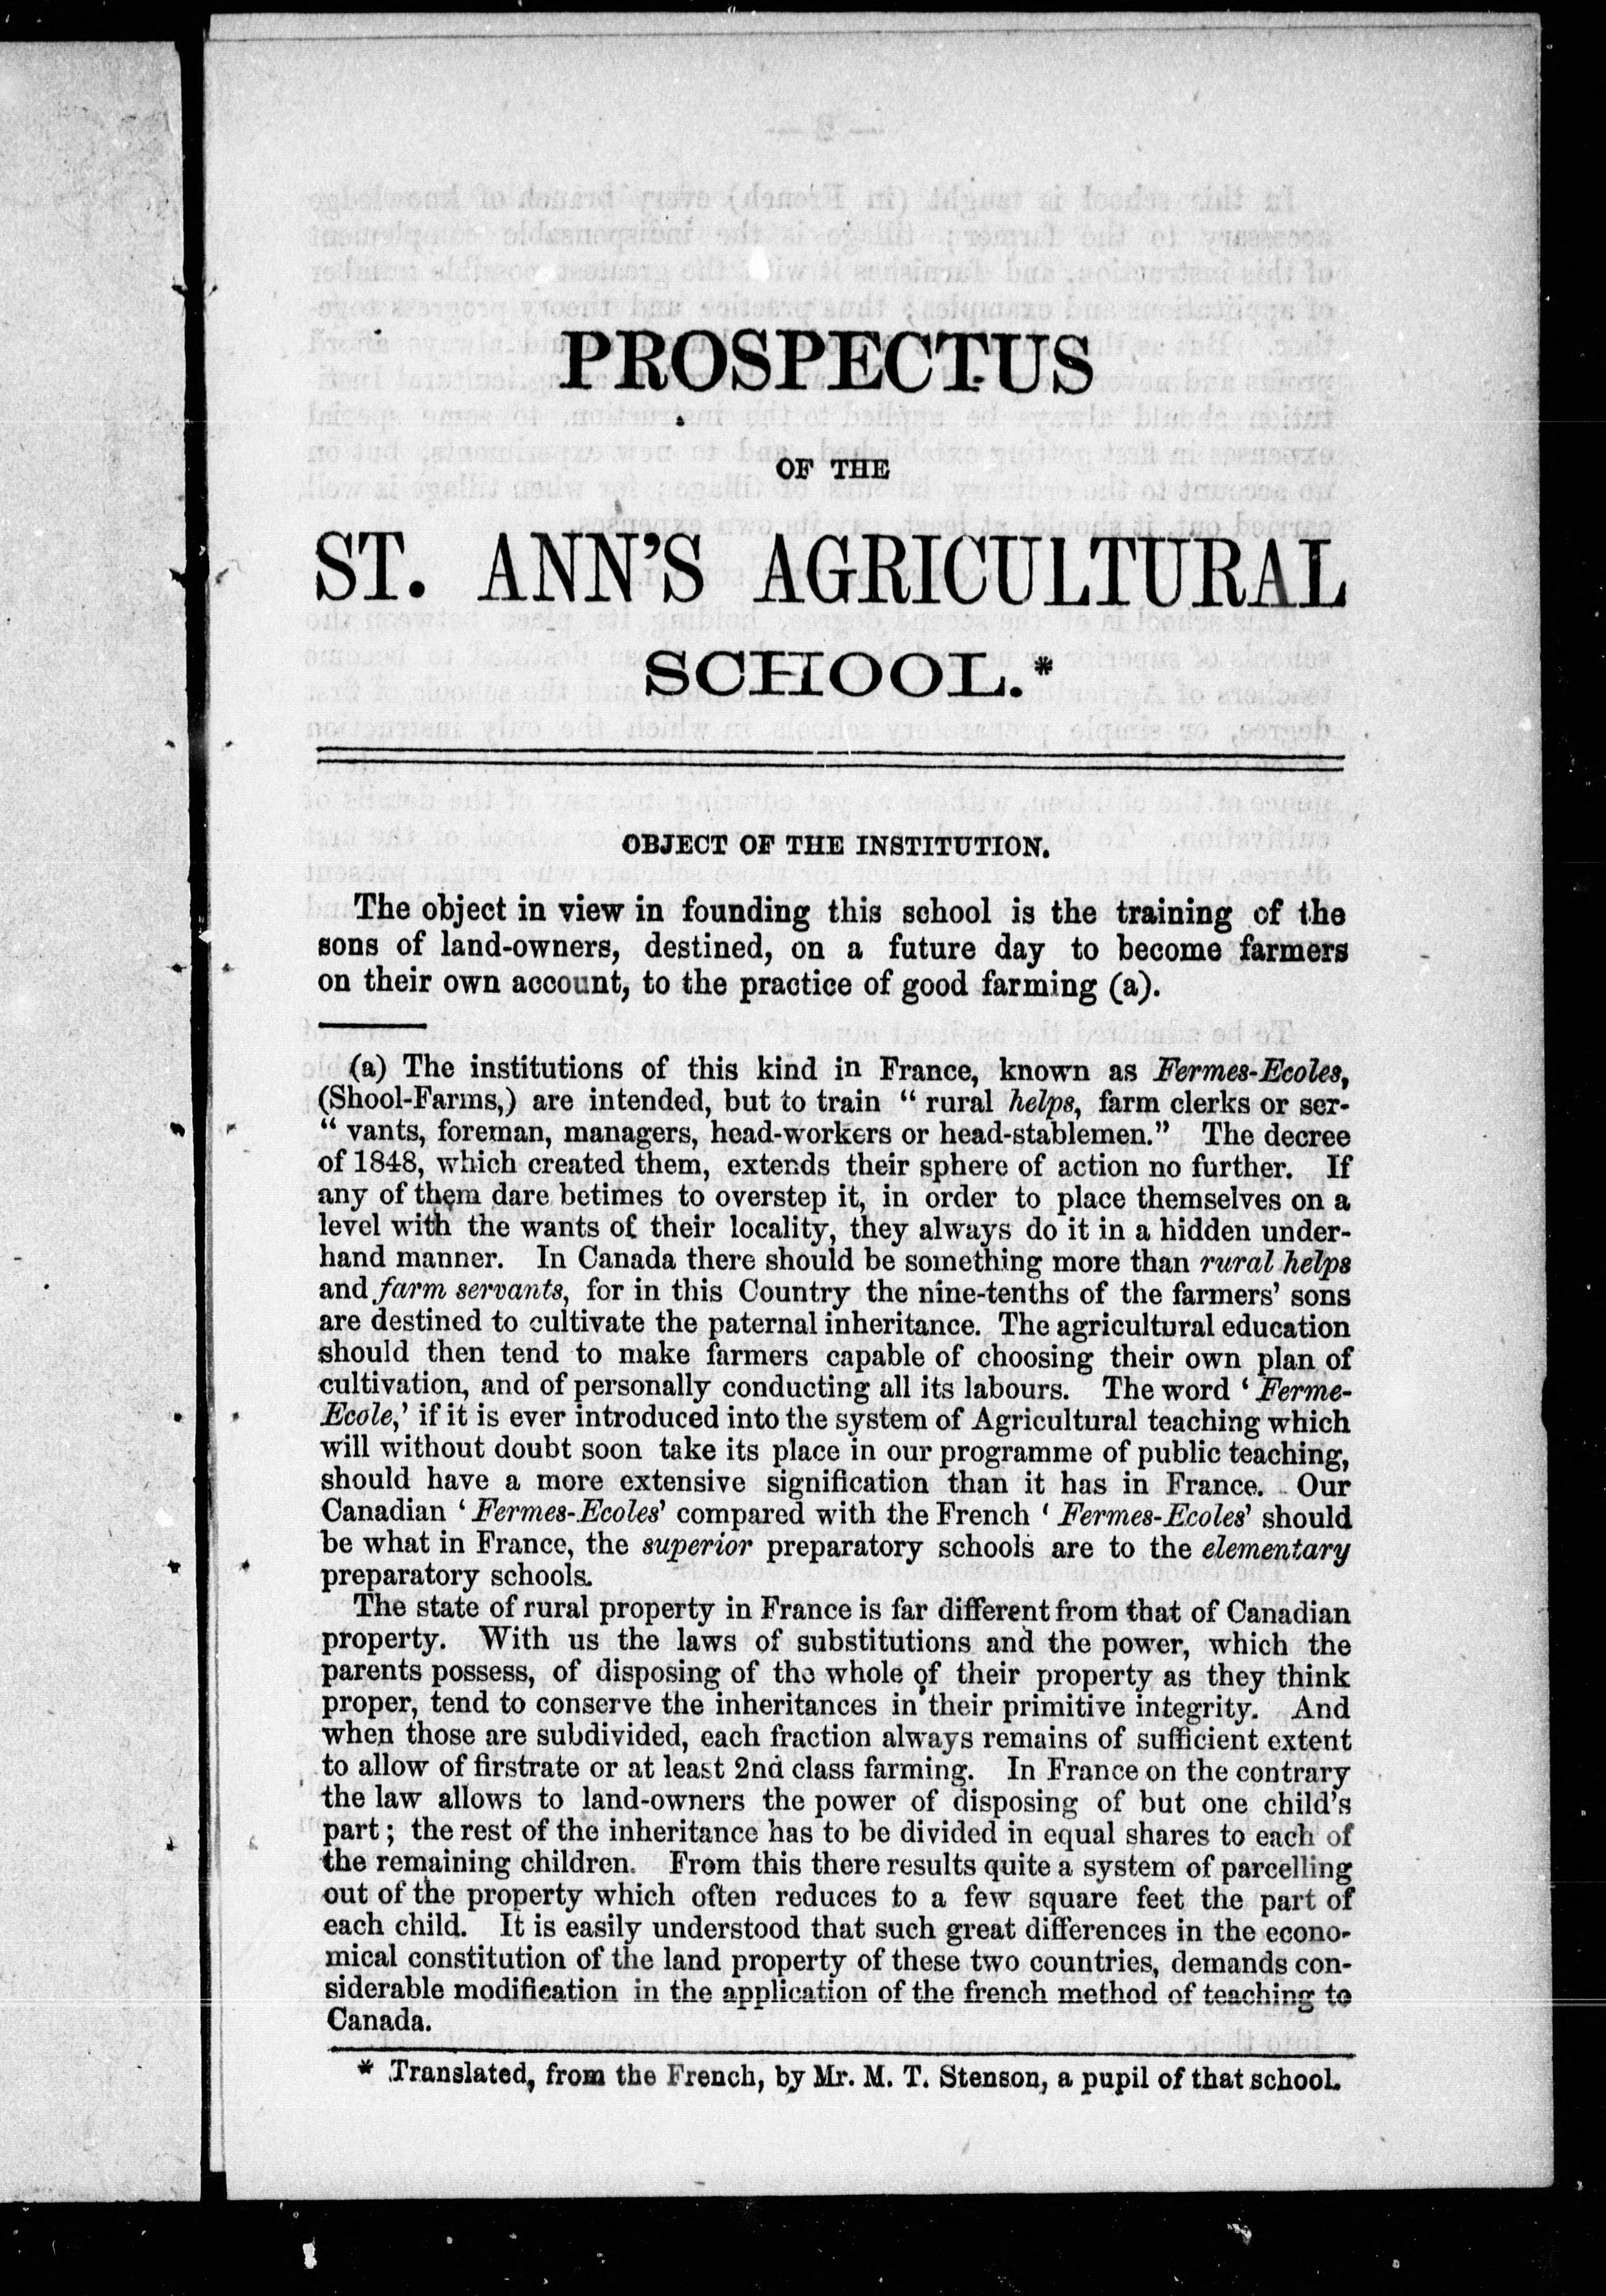 PROSPECTUS
OF THE
ST. ANN'S AGRICULTURAL
SCHOOL.*
OBJECT OF THE INSTITUTION.
The object in view in founding this school is the training of the
sons of land-owners, destined, on a future day to become farmers
on their own account, to the practice of good farming (a).
(a) The institutions of this kind in France, known as Fermes-Ecoles,
(Shool-Farms,) are intended, but to train " rural helps, farm clerks or ser-
" vants, foreman, managers, head-workers or head-stablemen." The decree
of 1848, which created them, extends their sphere of action no further. If
any of them dare betimes to overstep it, in order to place themselves on a
level with the wants of their locality, they always do it in a hidden under-
hand manner. In Canada there should be something more than rural helps
and farm servants, for in this Country the nine-tenths of the farmers' sons
are destined to cultivate the paternal inheritance. The agricultural education
should then tend to make farmers capable of choosing their own plan of
cultivation, and of personally conducting all its labours. The word ' Ferme-
Ecole,' if it is ever introduced into the system of Agricultural teaching which
will without doubt soon take its place in our programme of public teaching,
should have a more extensive signification than it has in France. Our
Canadian ' Fermes-Ecoles' compared with the French ' Fermes-Ecoles' should
be what in France, the superior preparatory schools are to the elementary
preparatory schools.
The state of rural property in France is far different from that of Canadian
property. With us the laws of substitutions and the power, which the
parents possess, of disposing of the whole of their property as they think
proper, tend to conserve the inheritances in their primitive integrity. And
when those are subdivided, each fraction always remains of sufficient extent
to allow of firstrate or at least 2nd class farming. In France on the contrary
the law allows to land-owners the power of disposing of but one child's
part ; the rest of the inheritance has to be divided in equal shares to each of
the remaining children. From this there results quite a system of parcelling
out of the property which often reduces to a few square feet the part of
each child. It is easily understood that such great differences in the econo-
mical constitution of the land property of these two countries, demands con-
siderable modification in the application of the french method of teaching to
Canada.
* Translated, from the French, by Mr. M. T. Stenson, a pupil of that school.